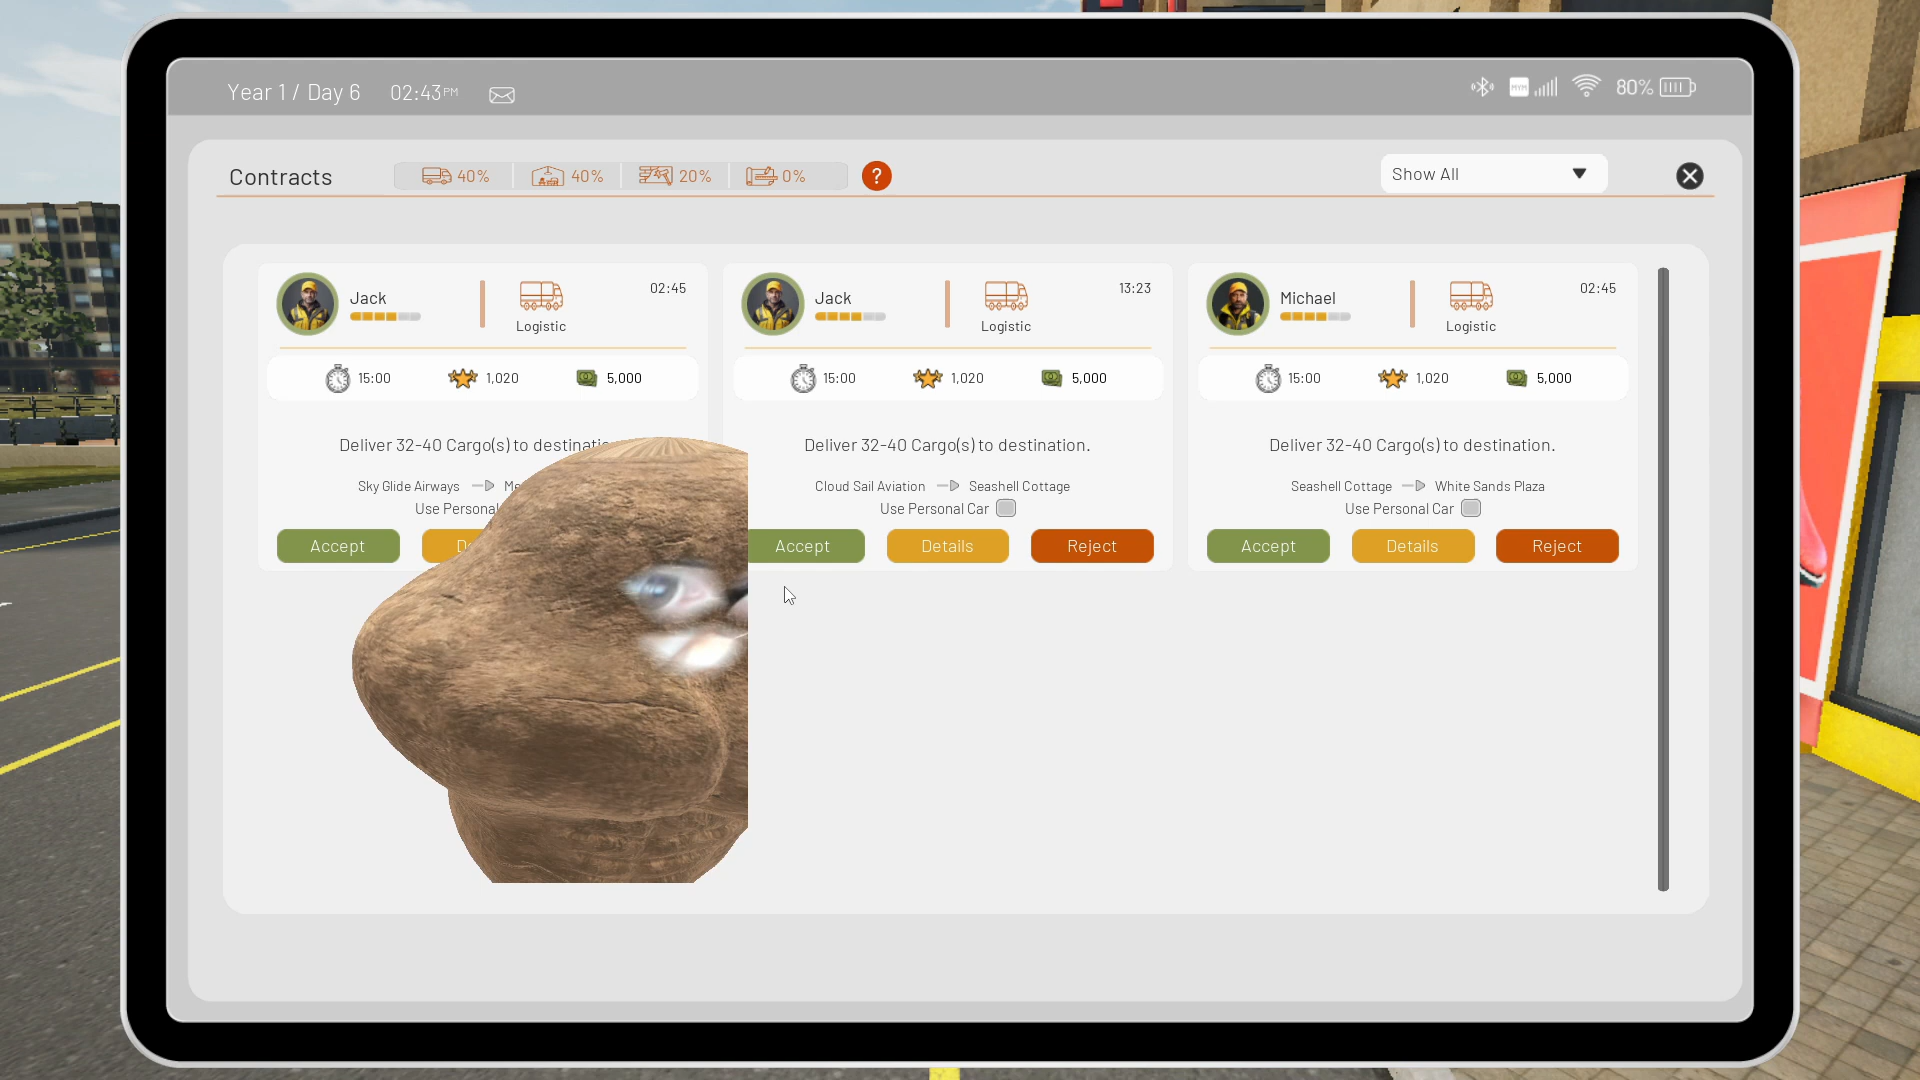 Year 1 / Day 6 02:43 PM 80%
Contracts 40% 40% 20% 0% ? Show All
Jack Logistic 02:45
15:00 1,020 5,000
Deliver 32-40 Cargo(s) to
Sky Glide Airways
Use Personal
Accept
Jack Logistic 13:23
15:00 1,020 5,000
Deliver 32-40 Cargo(s) to destination.
Cloud Sail Aviation Seashell Cottage
Use Personal Car
Accept Details Reject
Michael Logistic 02:45
15:00 1,020 5,000
Deliver 32-40 Cargo(s) to destination.
Seashell Cottage White Sands Plaza
Use Personal Car
Accept Details Reject